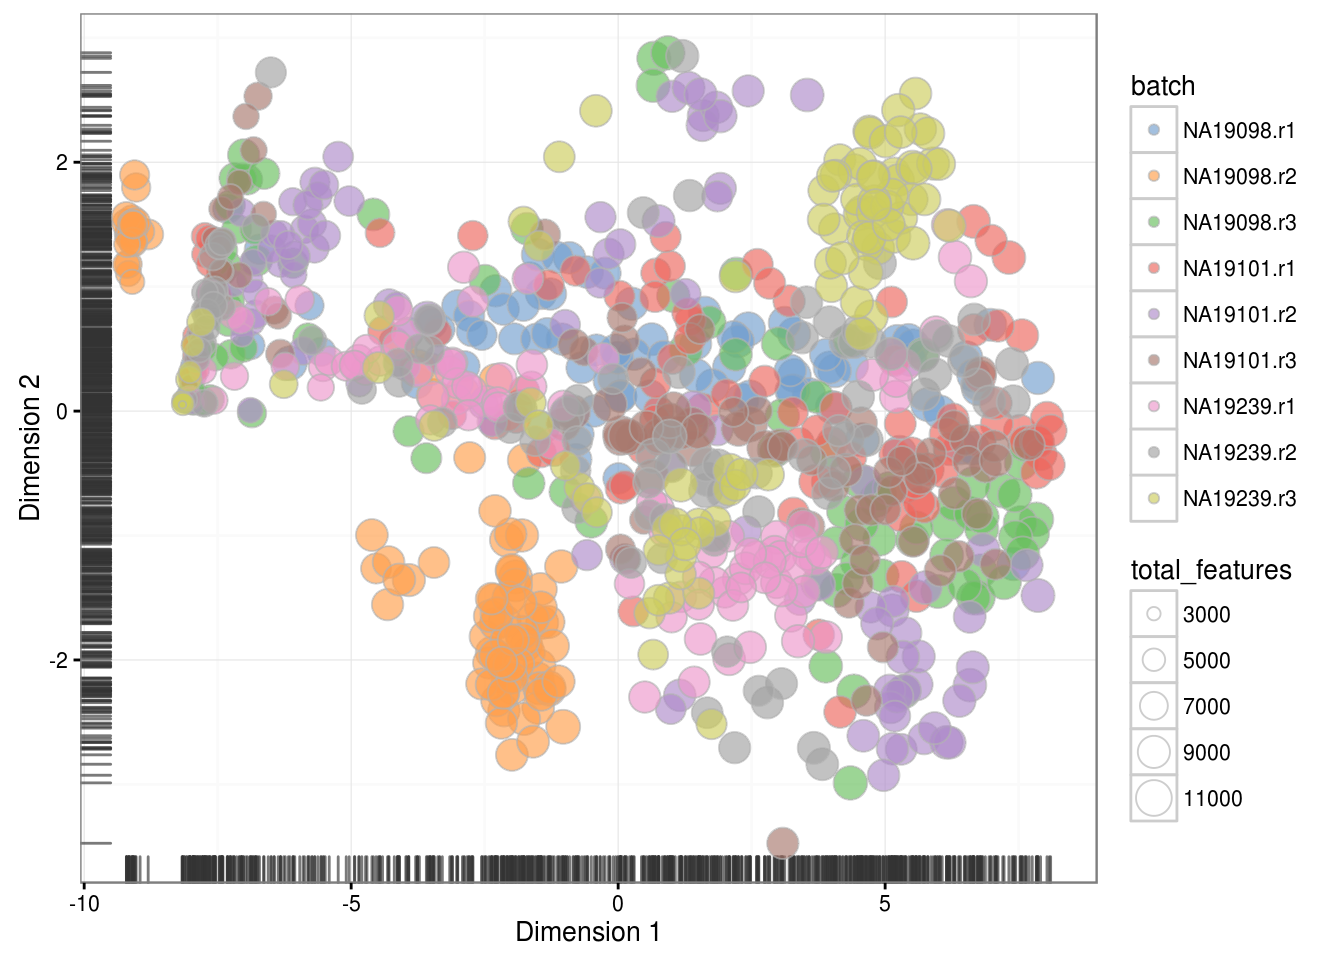 batch
NA19098.r1
NA19098.r2
NA19098.r3
NA19101.r1
NA19101.r2
NA19101.r3
NA19239.r1
NA19239.r2
NA19239.r3
total_features
3000
5000
7000
9000
11000
2
0
-2
Dimension 2
-10
-5
0
5
Dimension 1